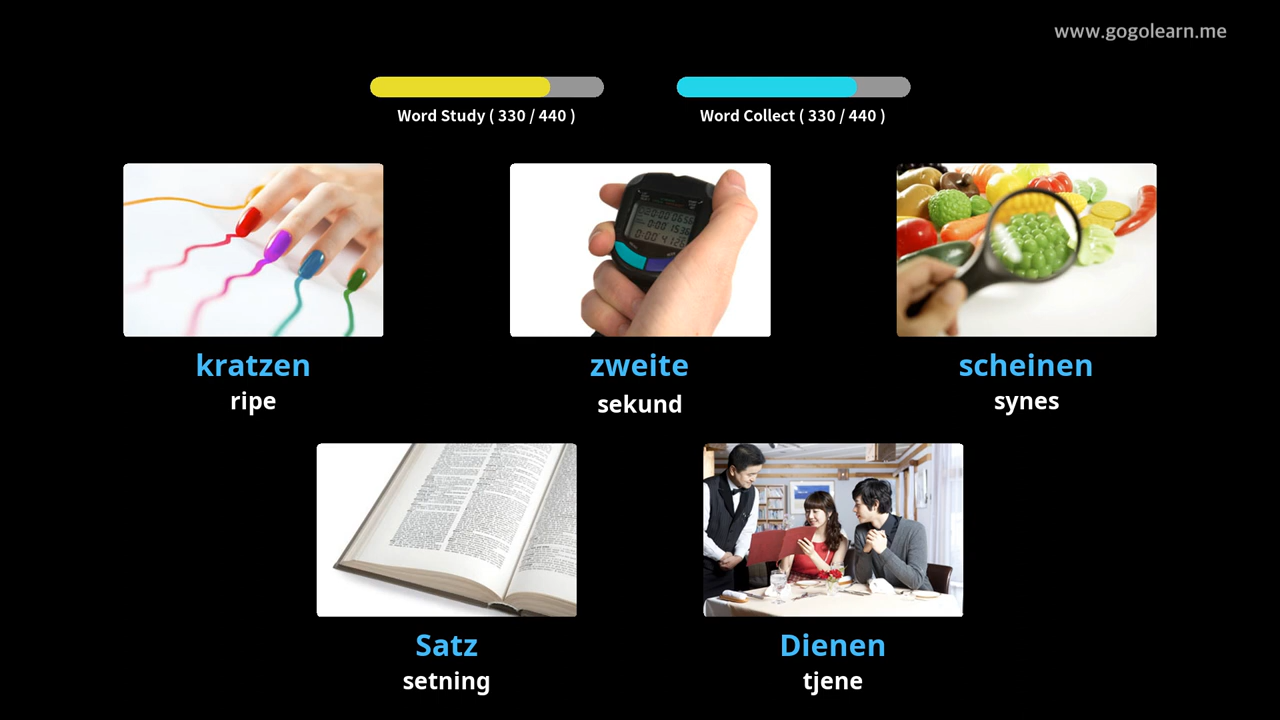 www.gogolearn.me
Word Study ( 330 / 440 )
Word Collect ( 330 / 440 )
kratzen
ripe
zweite
sekund
scheinen
synes
Satz
setning
Dienen
tjene